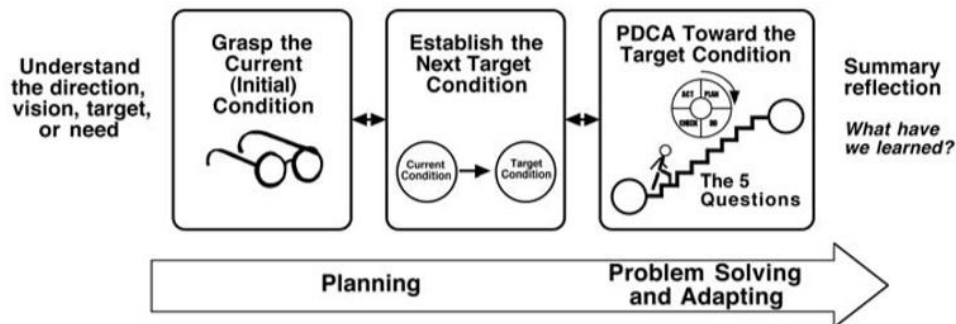 Understand
the direction,
vision, target,
or need
Grasp the
Current
(Initial)
Condition
Establish the
Next Target
Condition
Current
Condition
Target
Condition
PDCA Toward the
Target Condition
ACT
PLAN
CHECK
DO
The 5
Questions
Summary
reflection
What have
we learned?
Planning
Problem Solving
and Adapting